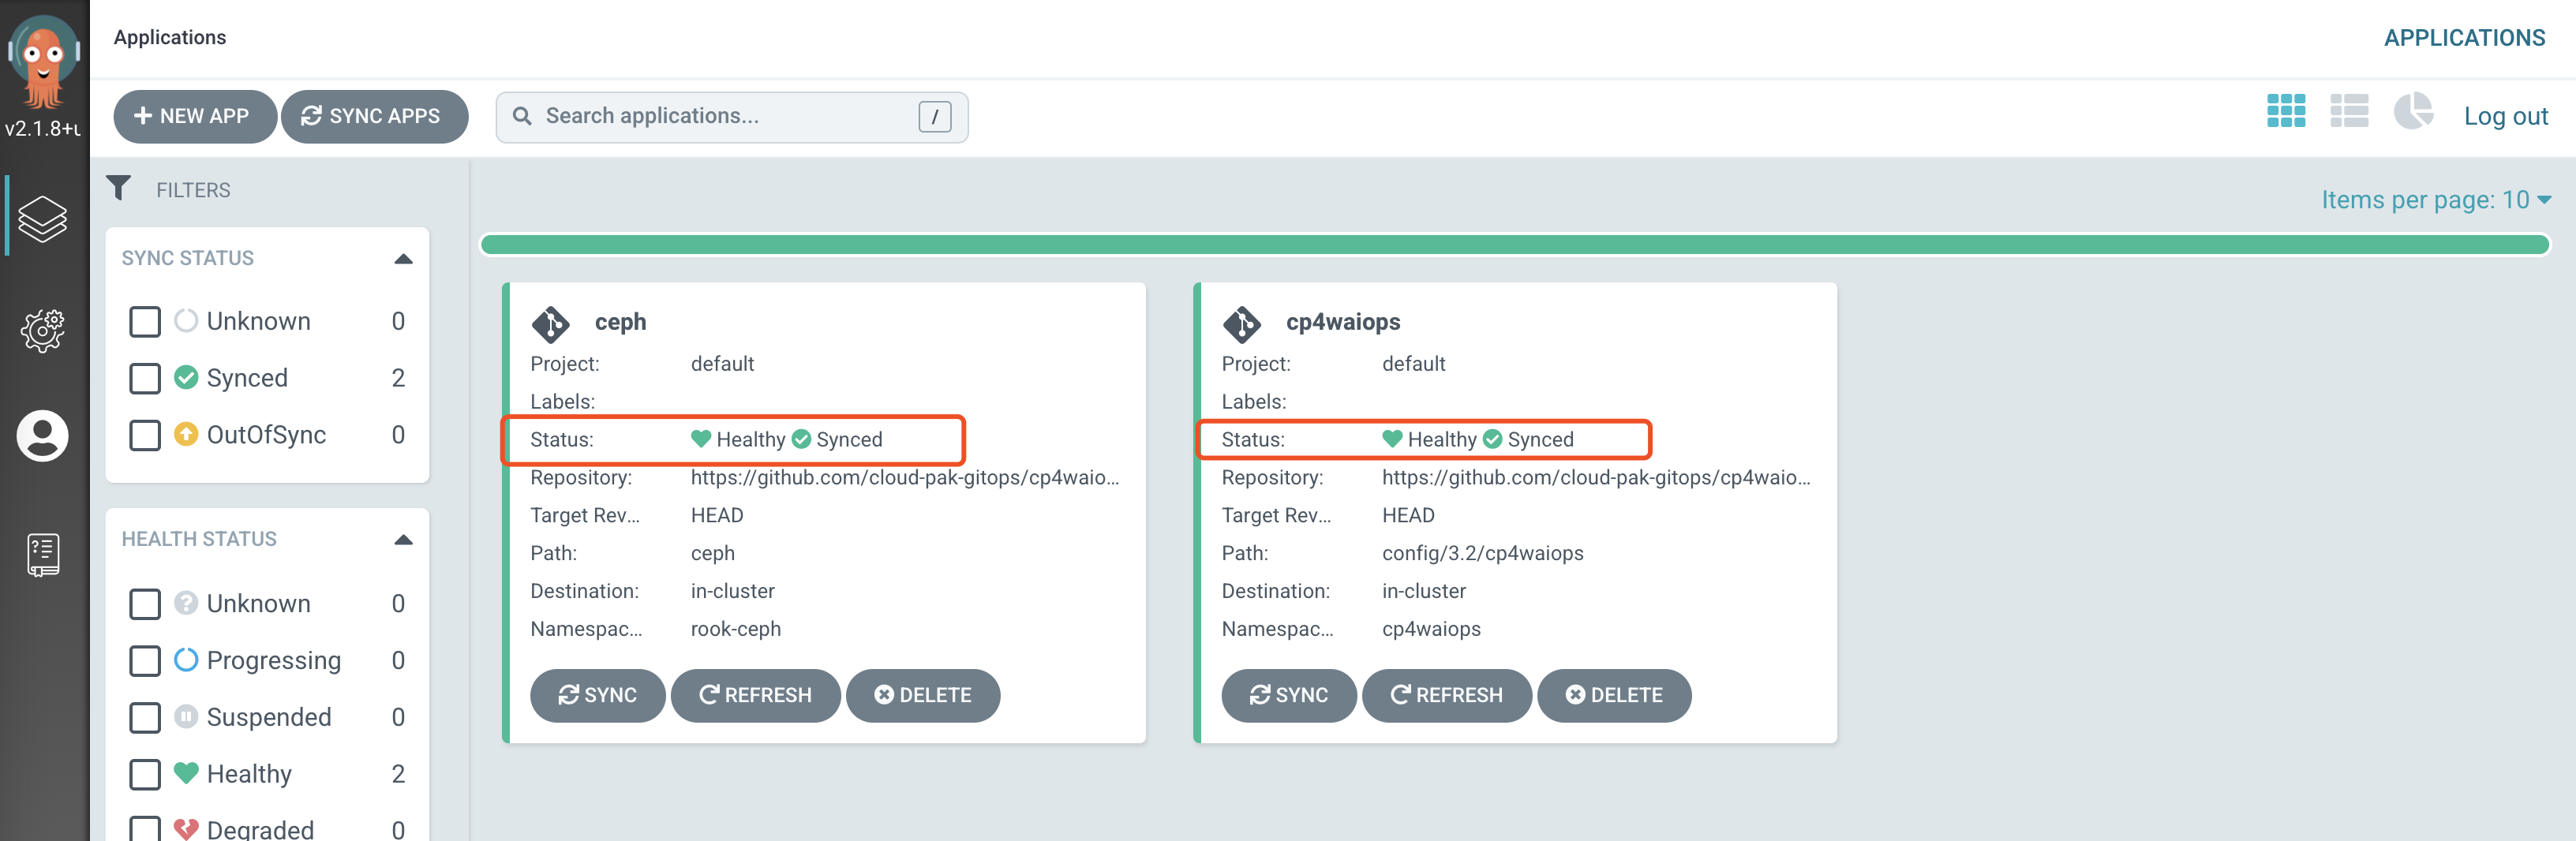 Applications
APPLICATIONS
v2.1.8+u
NEW APP
SYNC APPS
Search applications...
/
Log out
FILTERS
Items per page: 10
SYNC STATUS
Unknown 0
Synced 2
OutOfSync 0
HEALTH STATUS
Unknown 0
Progressing 0
Suspended 0
Healthy 2
Degraded 0
ceph
Project: default
Labels:
Status: Healthy Synced
Repository: https://github.com/cloud-pak-gitops/cp4waio...
Target Rev... HEAD
Path: ceph
Destination: in-cluster
Namespac... rook-ceph
SYNC
REFRESH
DELETE
cp4waiops
Project: default
Labels:
Status: Healthy Synced
Repository: https://github.com/cloud-pak-gitops/cp4waio...
Target Rev... HEAD
Path: config/3.2/cp4waiops
Destination: in-cluster
Namespac... cp4waiops
SYNC
REFRESH
DELETE